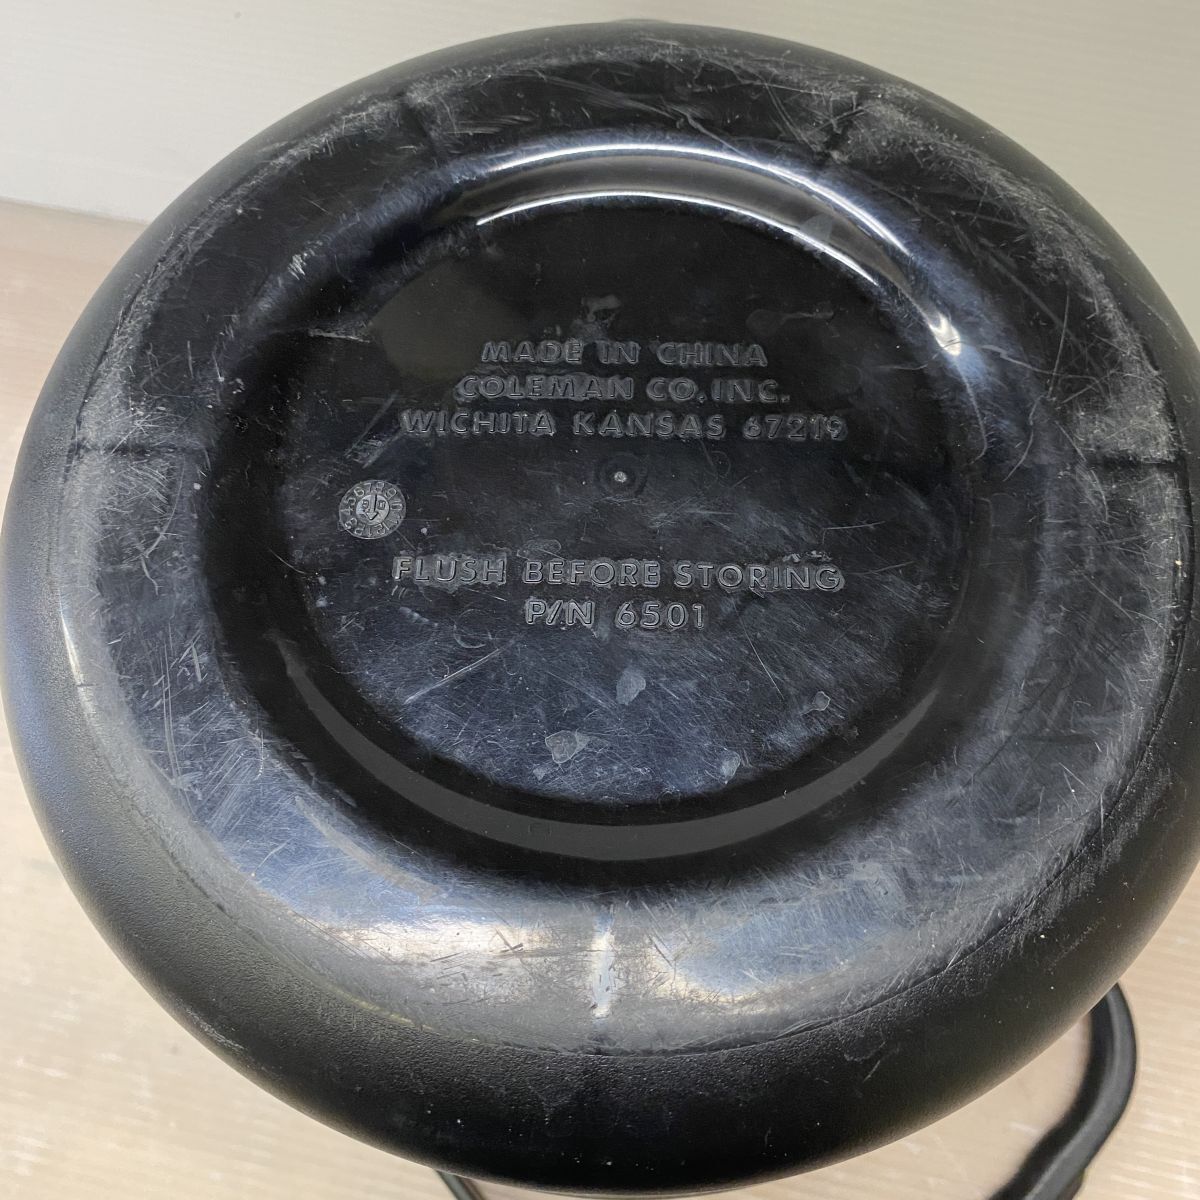 MADE IN CHINA
COLEMAN CO. INC.
WICHITA KANSAS 67219
FLUSH BEFORE STORING
P/N 6501